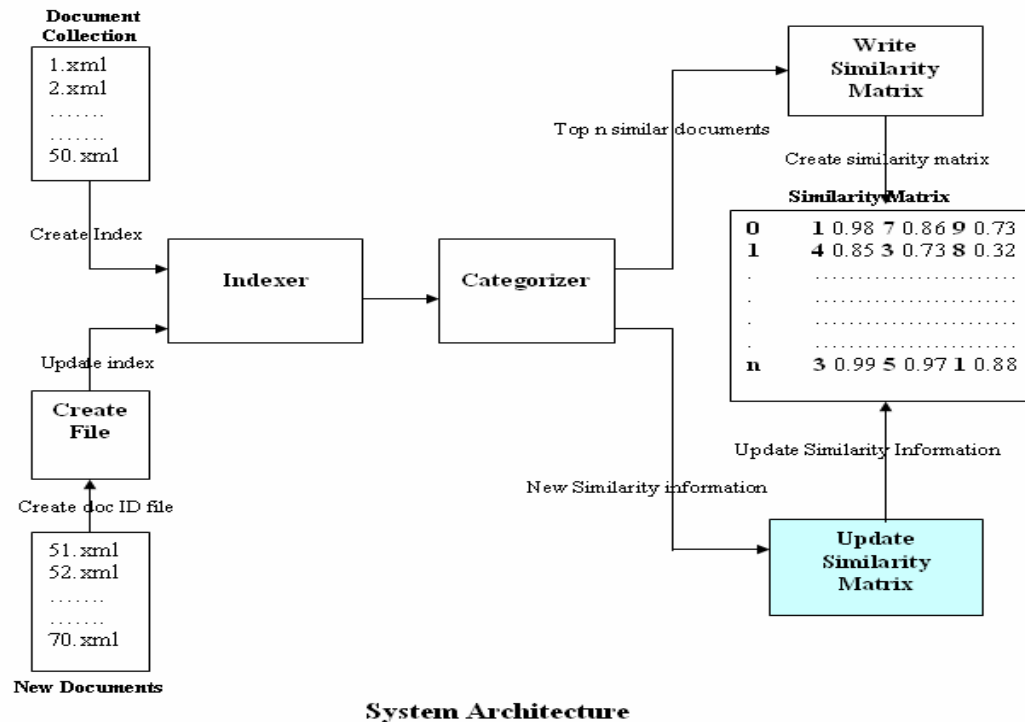 Document
Collection
1.xml
2.xml
.......
.......
50.xml
Create Index
Indexer
Update index
Create
File
Create doc ID file
51.xml
52.xml
.......
.......
70.xml
New Documents
Categorizer
Top n similar documents
Write
Similarity
Matrix
Create similarity matrix
Similarity Matrix
0 1 0.98 7 0.86 9 0.73
1 4 0.85 3 0.73 8 0.32
. ........................
. ........................
. ........................
. ........................
n 3 0.99 5 0.97 1 0.88
Update Similarity Information
New Similarity information
Update
Similarity
Matrix
System Architecture